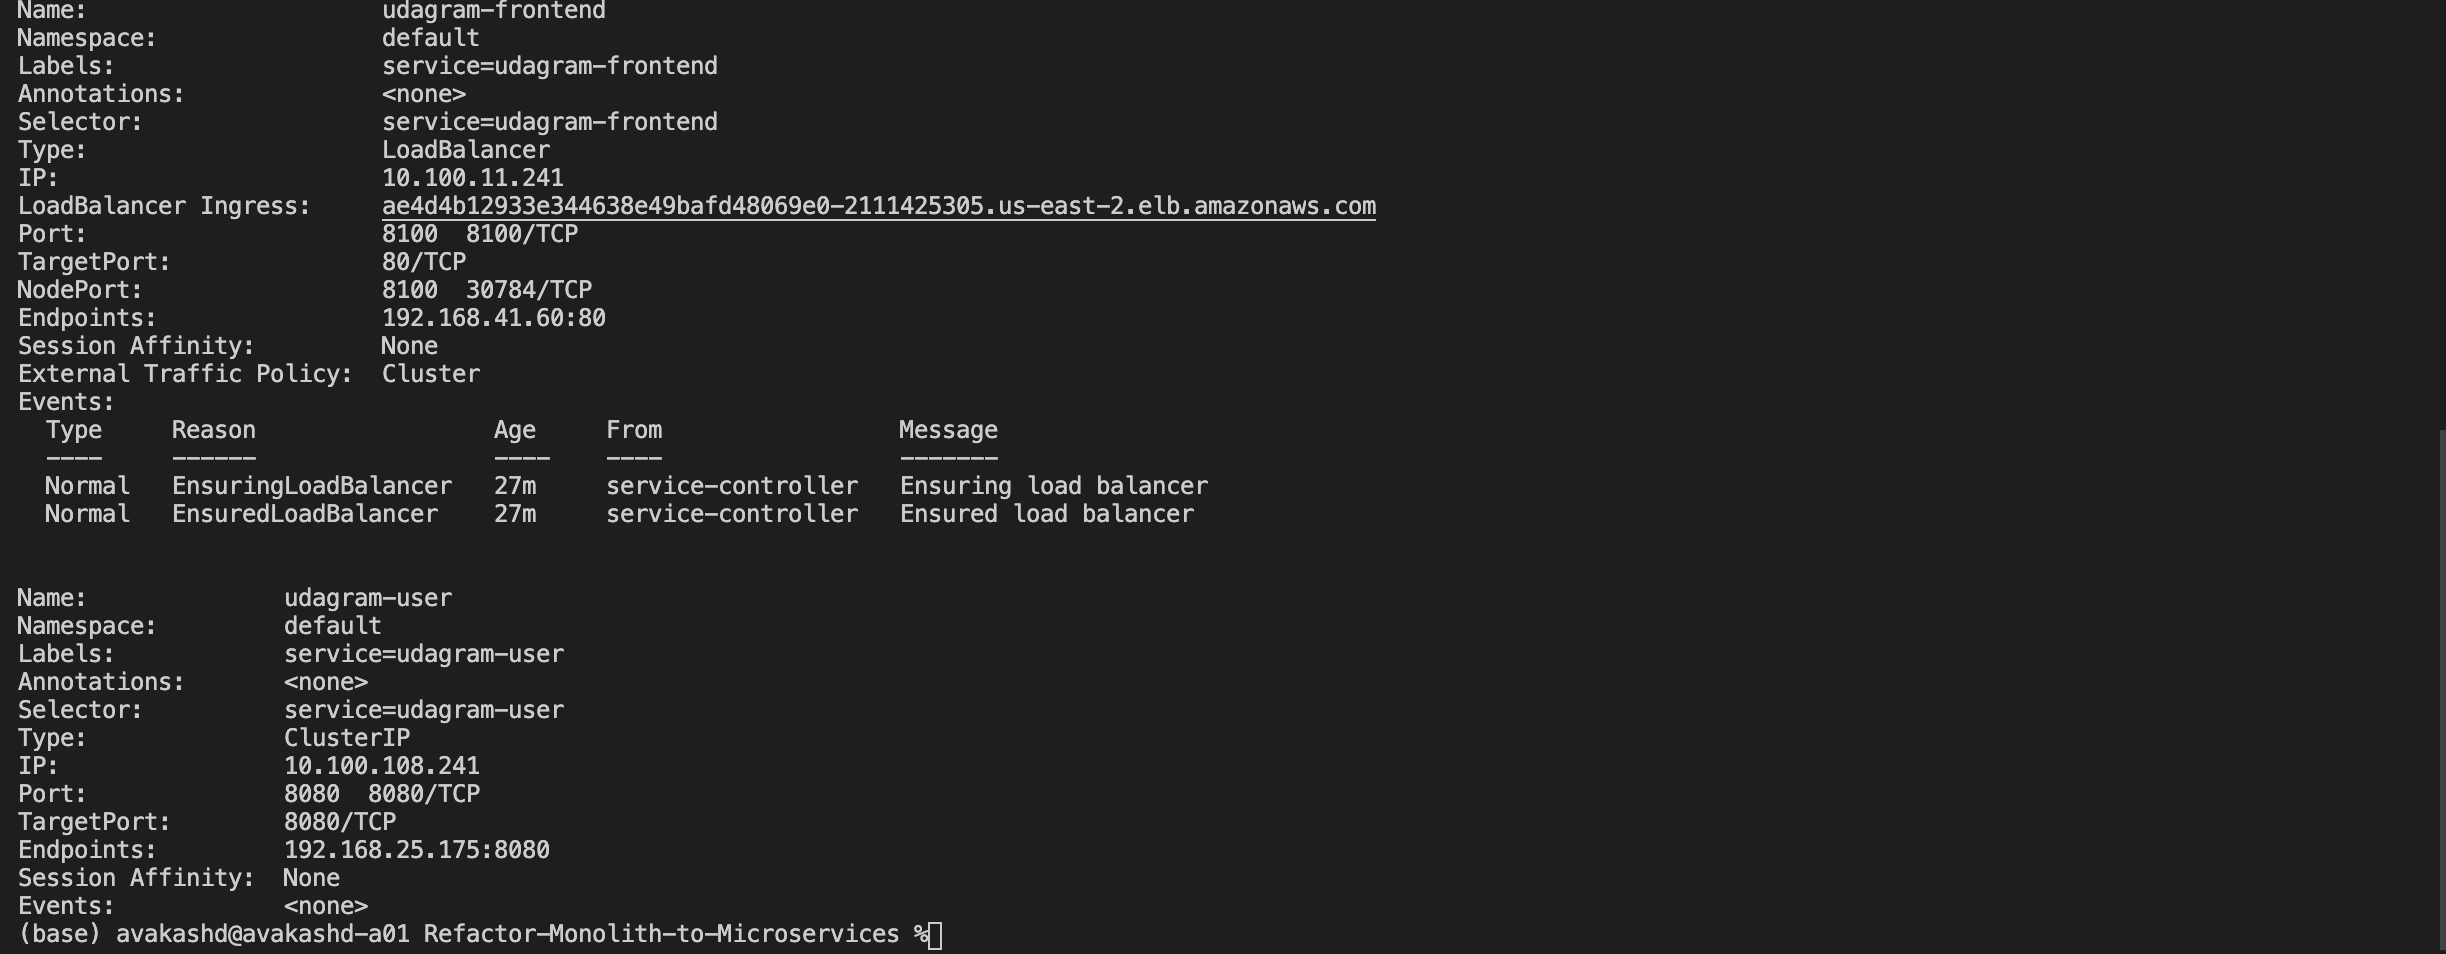 Name: udagram-frontend
Namespace: default
Labels: service=udagram-frontend
Annotations: <none>
Selector: service=udagram-frontend
Type: LoadBalancer
IP: 10.100.11.241
LoadBalancer Ingress: ae4d4b12933e344638e49bafd48069e0-2111425305.us-east-2.elb.amazonaws.com
Port: 8100 8100/TCP
TargetPort: 80/TCP
NodePort: 8100 30784/TCP
Endpoints: 192.168.41.60:80
Session Affinity: None
External Traffic Policy: Cluster
Events:
Type Reason Age From Message
---- ------ ---- ---- -------
Normal EnsuringLoadBalancer 27m service-controller Ensuring load balancer
Normal EnsuredLoadBalancer 27m service-controller Ensured load balancer
Name: udagram-user
Namespace: default
Labels: service=udagram-user
Annotations: <none>
Selector: service=udagram-user
Type: ClusterIP
IP: 10.100.108.241
Port: 8080 8080/TCP
TargetPort: 8080/TCP
Endpoints: 192.168.25.175:8080
Session Affinity: None
Events: <none>
(base) avakashd@avakashd-a01 Refactor-Monolith-to-Microservices %